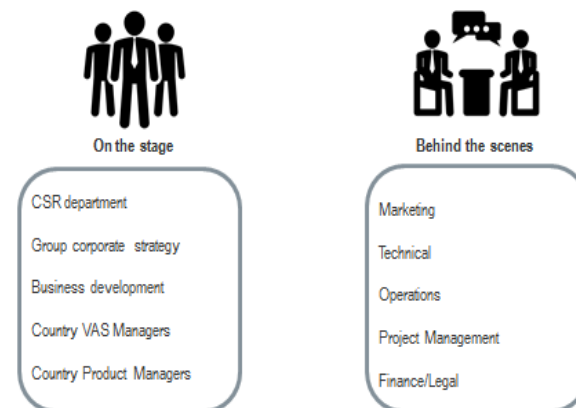 On the stage
CSR department
Group corporate strategy
Business development
Country VAS Managers
Country Product Managers
Behind the scenes
Marketing
Technical
Operations
Project Management
Finance/Legal